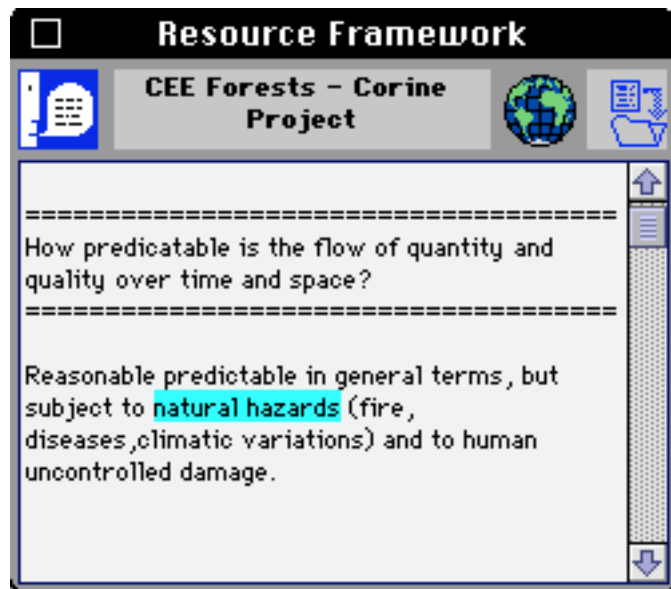 Resource Framework
CEE Forests - Corine
Project
=====================================
How predicatable is the flow of quantity and
quality over time and space?
=====================================
Reasonable predictable in general terms, but
subject to natural hazards (fire,
diseases,climatic variations) and to human
uncontrolled damage.